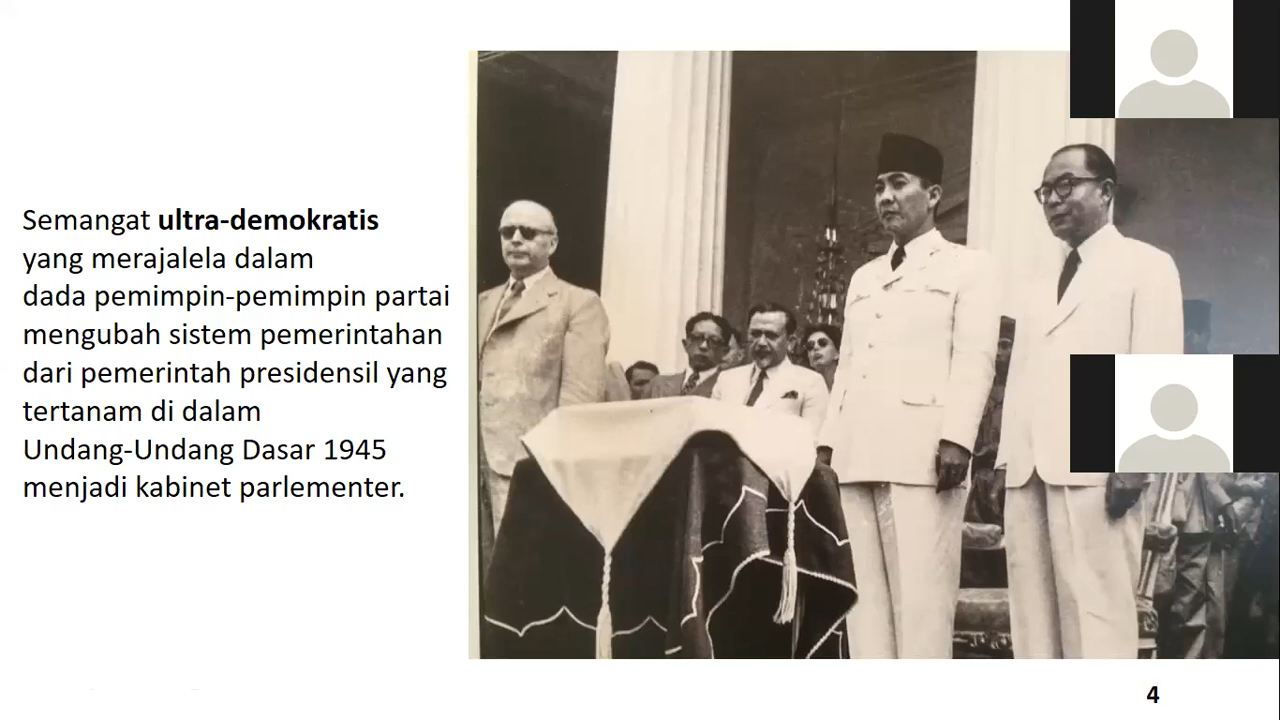 Semangat ultra-demokratis
yang merajalela dalam
dada pemimpin-pemimpin partai
mengubah sistem pemerintahan
dari pemerintah presidensil yang
tertanam di dalam
Undang-Undang Dasar 1945
menjadi kabinet parlementer.
4